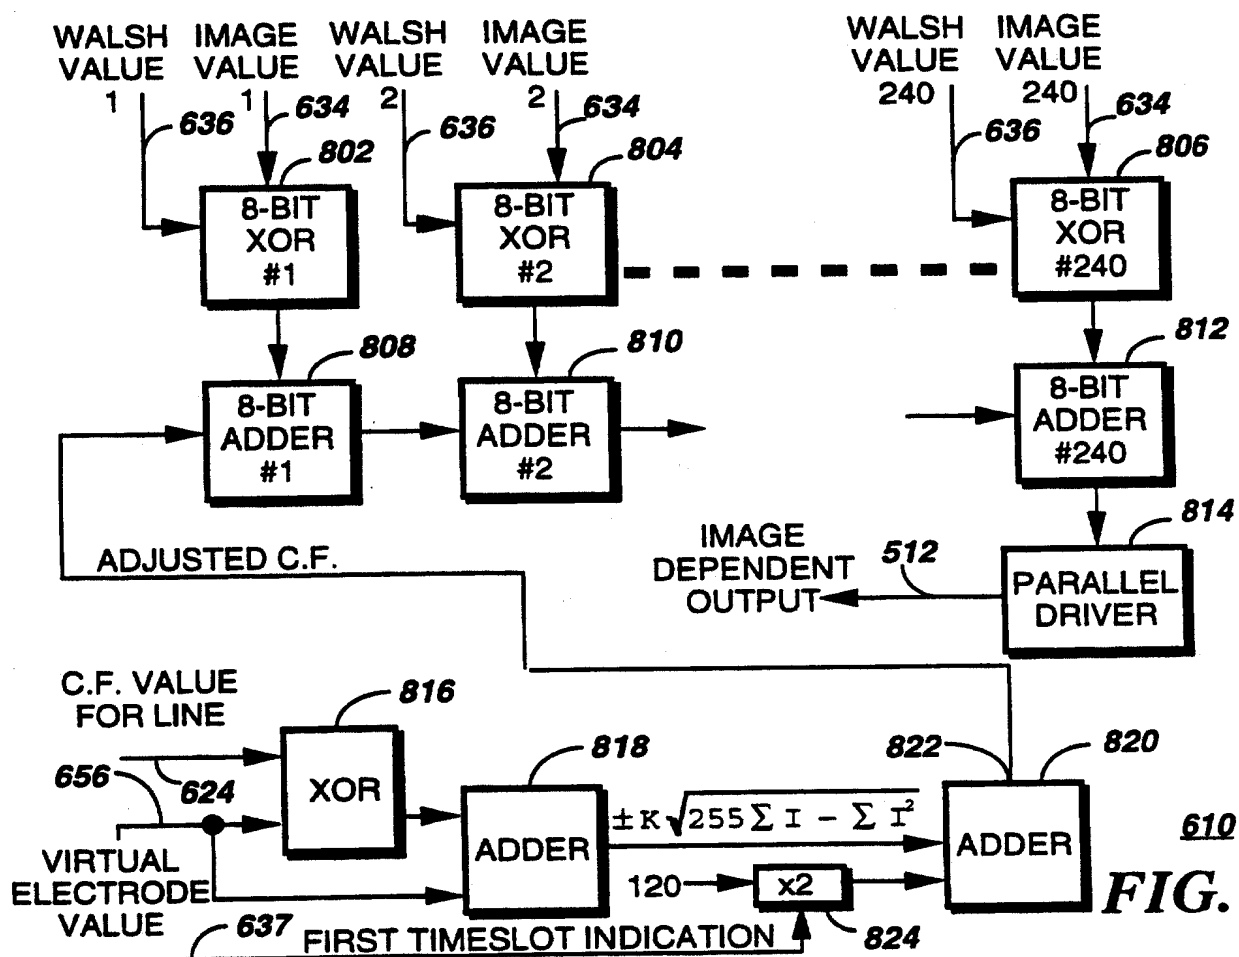 WALSH VALUE 1
IMAGE VALUE 1
WALSH VALUE 2
IMAGE VALUE 2
WALSH VALUE 240
IMAGE VALUE 240
636
634
636
634
636
634
802
804
806
8-BIT XOR #1
8-BIT XOR #2
8-BIT XOR #240
808
810
812
8-BIT ADDER #1
8-BIT ADDER #2
8-BIT ADDER #240
814
ADJUSTED C.F.
IMAGE DEPENDENT OUTPUT
512
PARALLEL DRIVER
C.F. VALUE FOR LINE
816
818
822
820
656
624
XOR
±K√255 Σ I − Σ I²
610
ADDER
ADDER
VIRTUAL ELECTRODE VALUE
120
x2
FIG.
637
FIRST TIMESLOT INDICATION
824